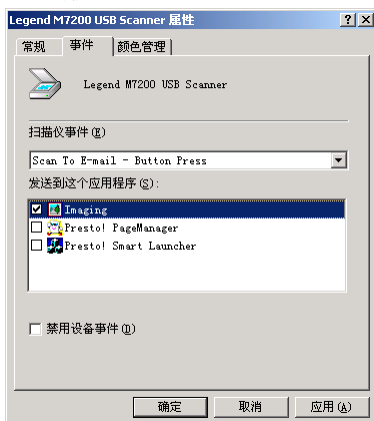 Legend M7200 USB Scanner 属性
常规 事件 颜色管理
Legend M7200 USB Scanner
扫描仪事件(E)
Scan To E-mail - Button Press
发送到这个应用程序(S):
Imaging
Presto! PageManager
Presto! Smart Launcher
禁用设备事件(D)
确定 取消 应用(A)